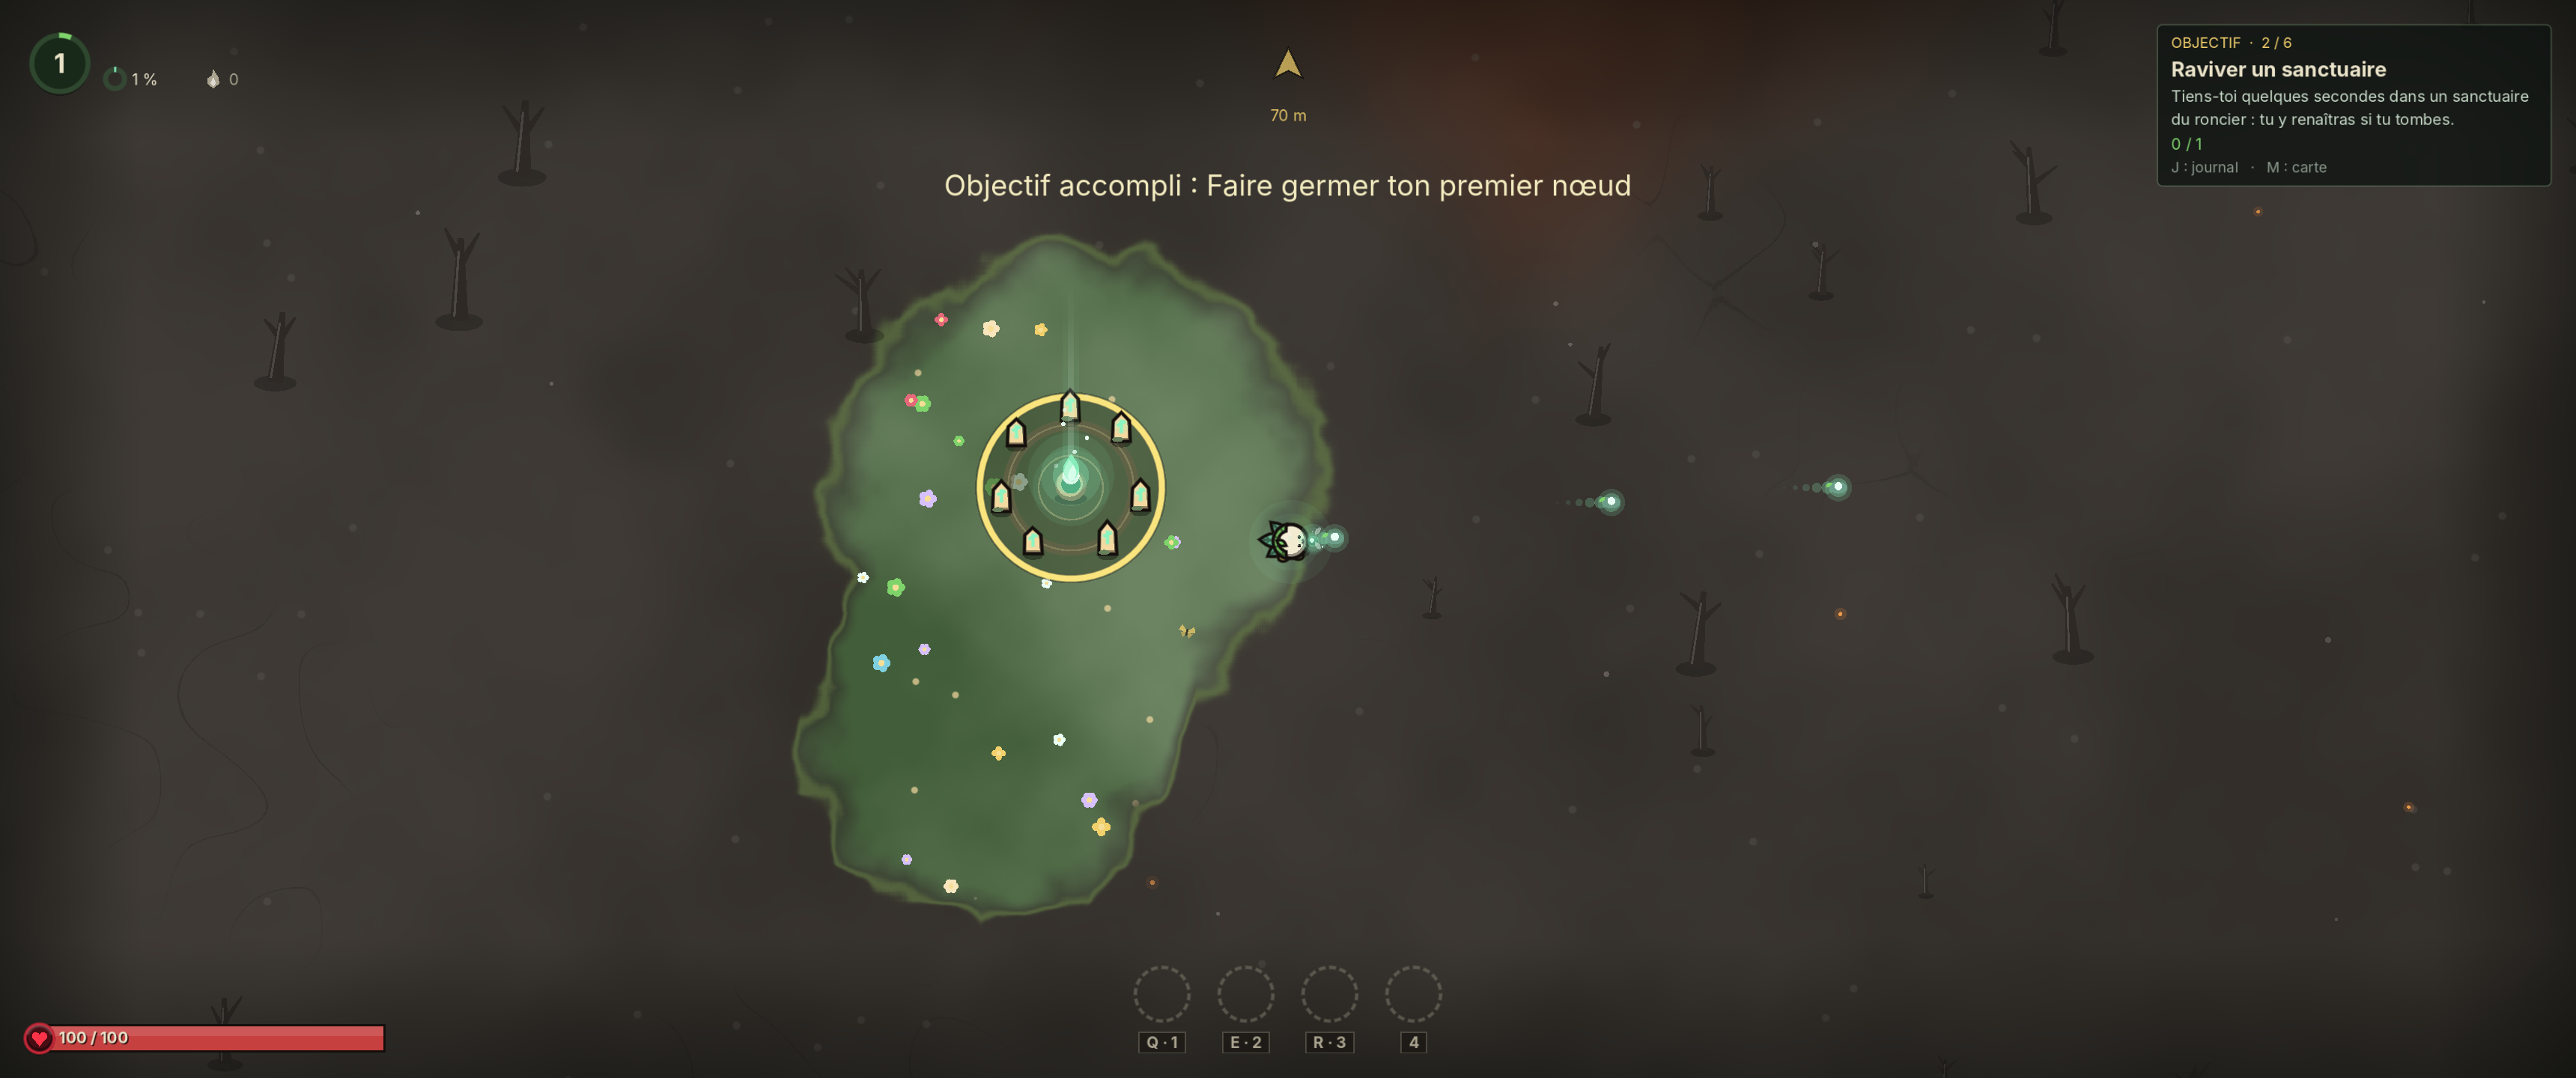 1
1 %
0
70 m
OBJECTIF · 2 / 6
Raviver un sanctuaire
Tiens-toi quelques secondes dans un sanctuaire
du roncier : tu y renaîtras si tu tombes.
0 / 1
J : journal · M : carte
Objectif accompli : Faire germer ton premier nœud
100 / 100
Q · 1
E · 2
R · 3
4